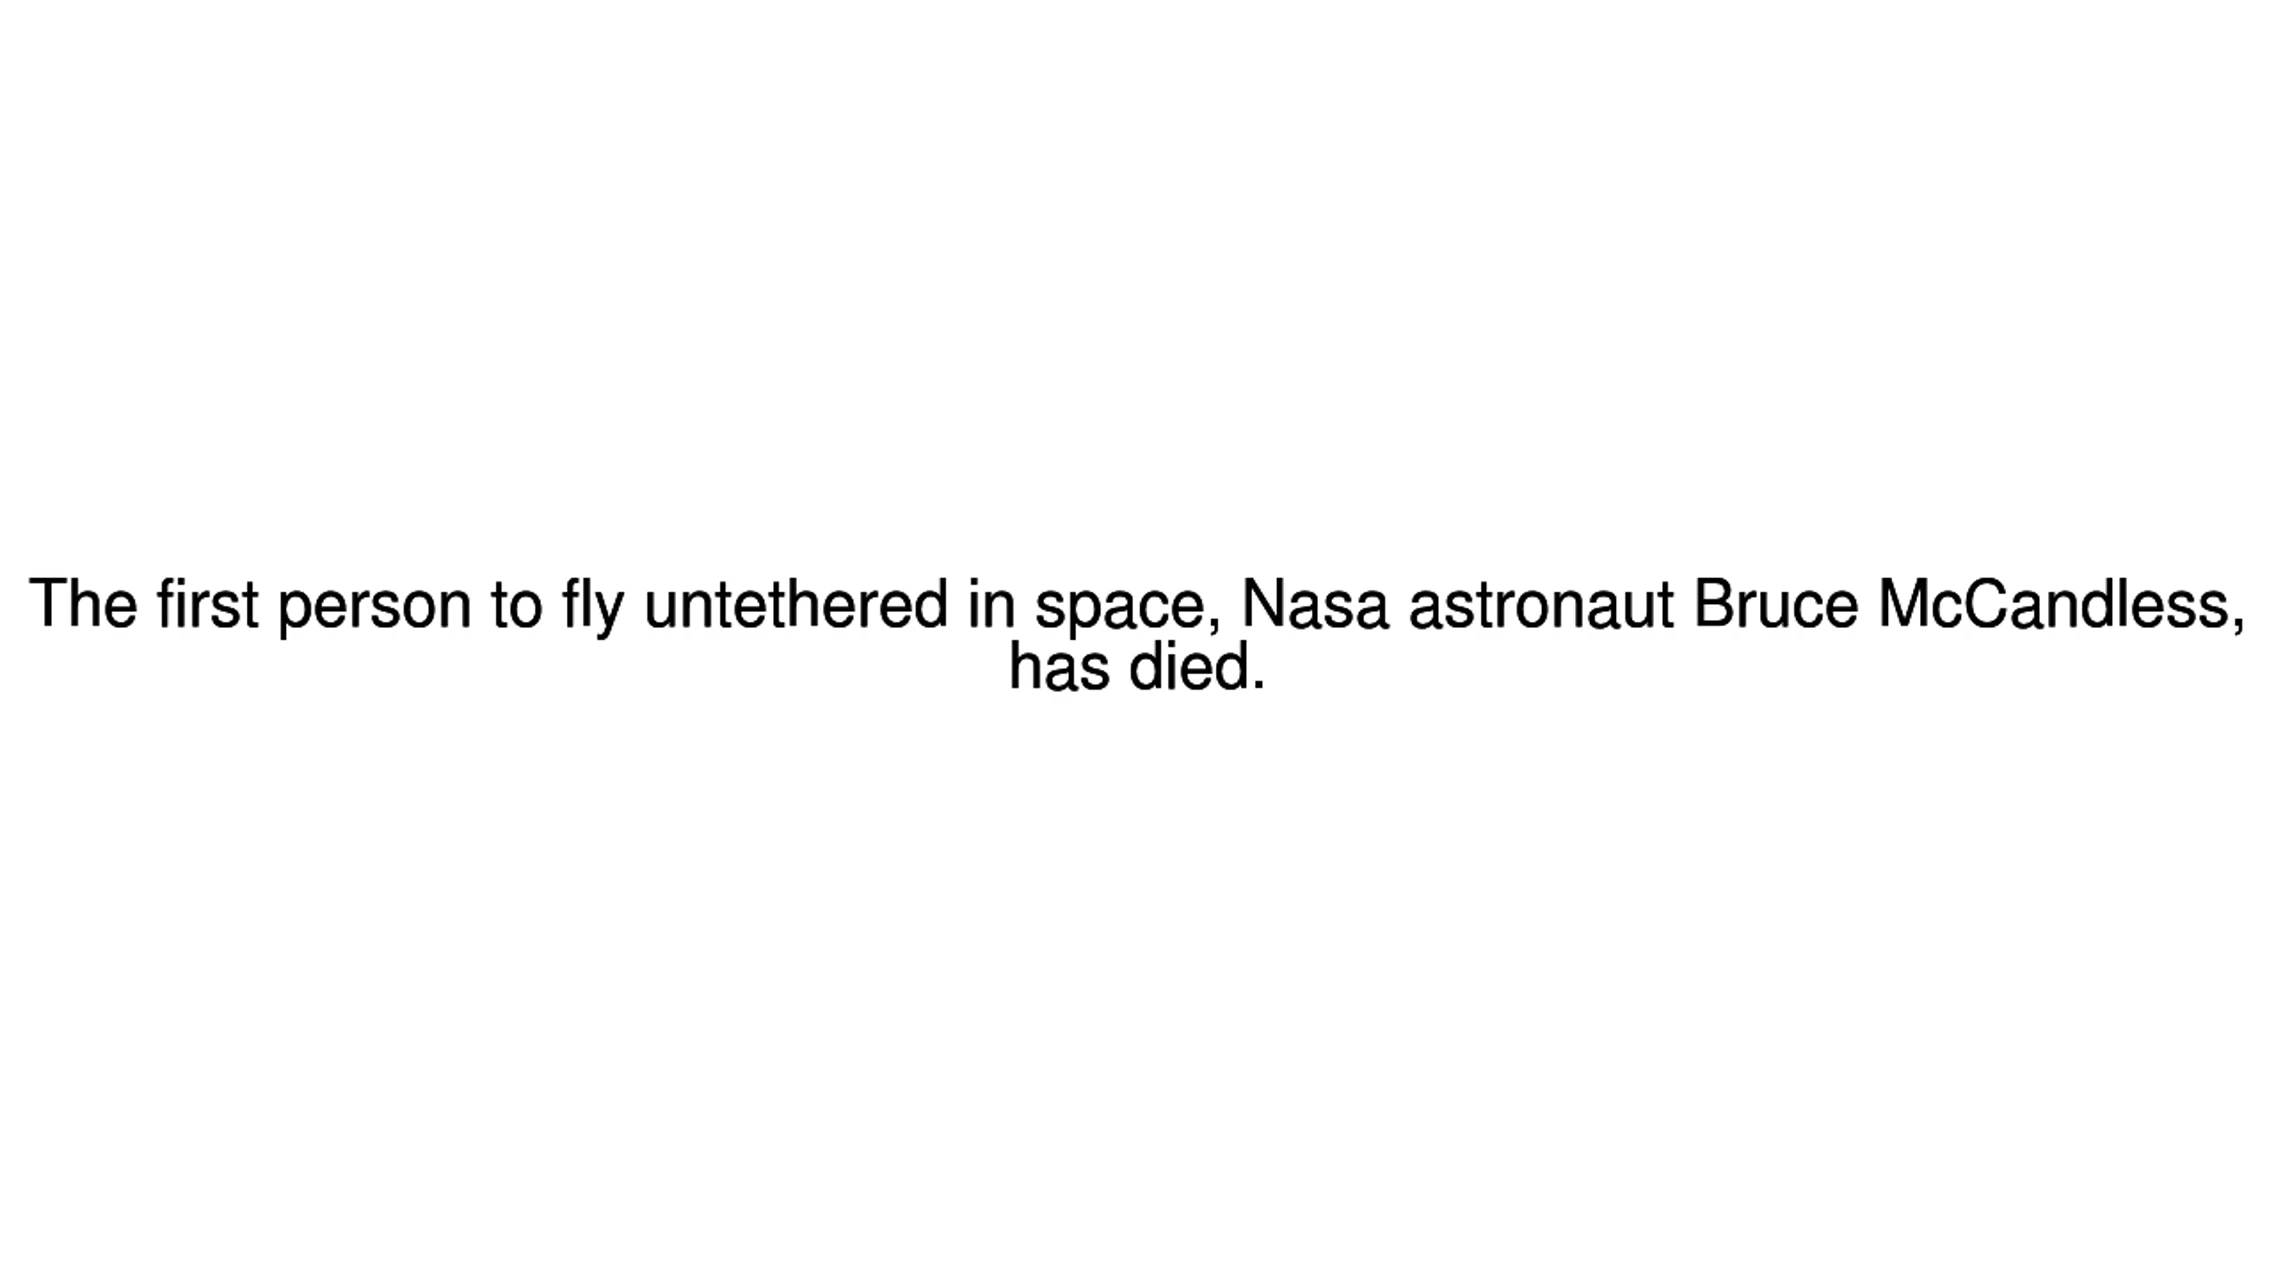 The first person to fly untethered in space, Nasa astronaut Bruce McCandless,
has died.